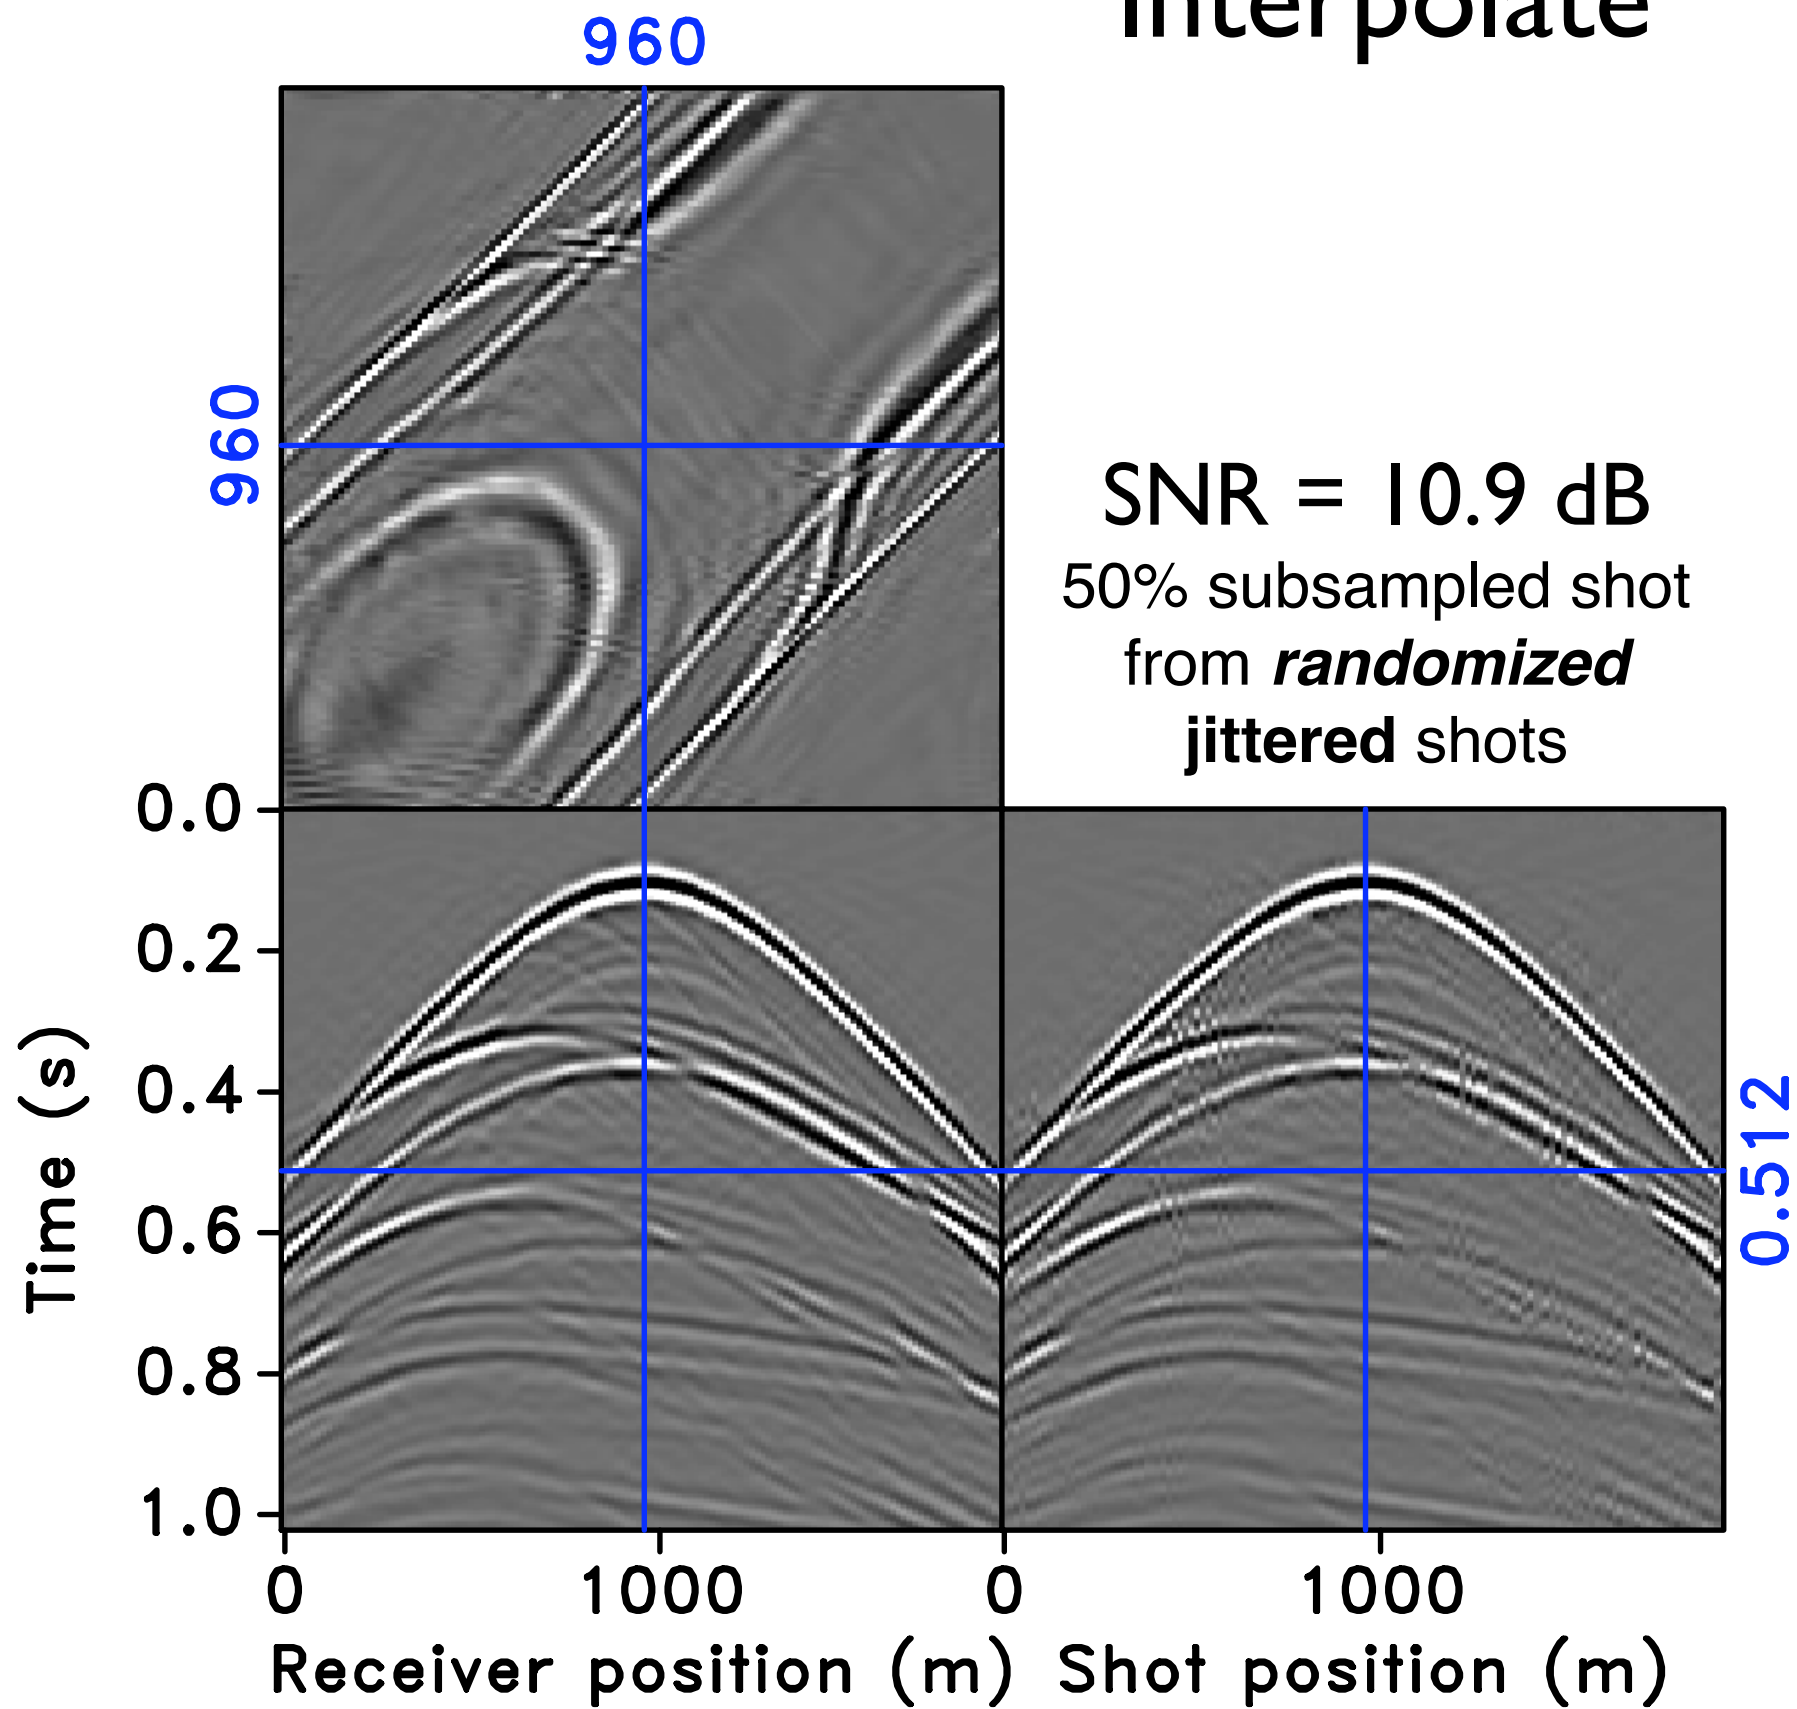 Interpolate
960
960
SNR = 10.9 dB
50% subsampled shot
from randomized
jittered shots
0.0
0.2
0.4
0.6
0.8
1.0
Time (s)
0.512
0
1000
0
1000
Receiver position (m)
Shot position (m)